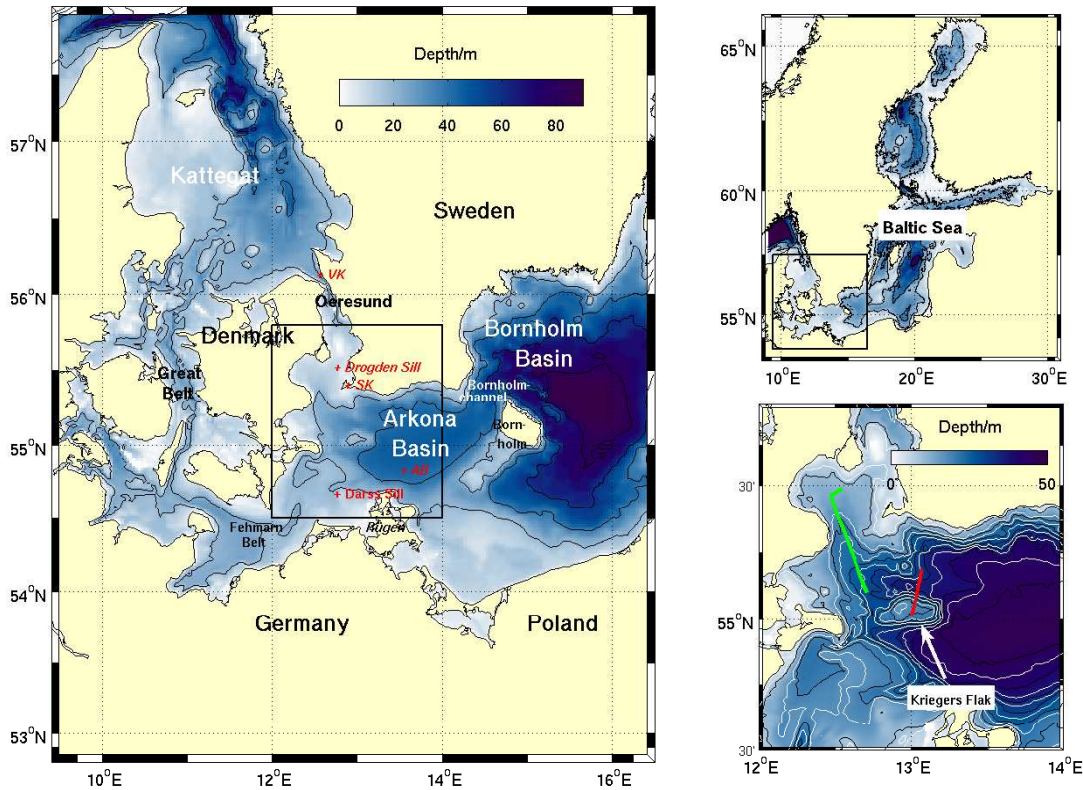 Depth/m
0 20 40 60 80
57°N
56°N
55°N
54°N
53°N
10°E 12°E 14°E 16°E
Kattegat
Sweden
+ VK
Oeresund
Denmark
Bornholm
Basin
+ Drogden Sill
+ SK
Great
Belt
Bornholm-
channel
Arkona
Basin
Born-
holm
+ AB
+ Darss Sill
Fehmarn
Belt
Rügen
Germany
Poland
65°N
60°N
55°N
10°E 20°E 30°E
Baltic Sea
Depth/m
0 50
30'
55°N
30'
Kriegers Flak
12°E 13°E 14°E